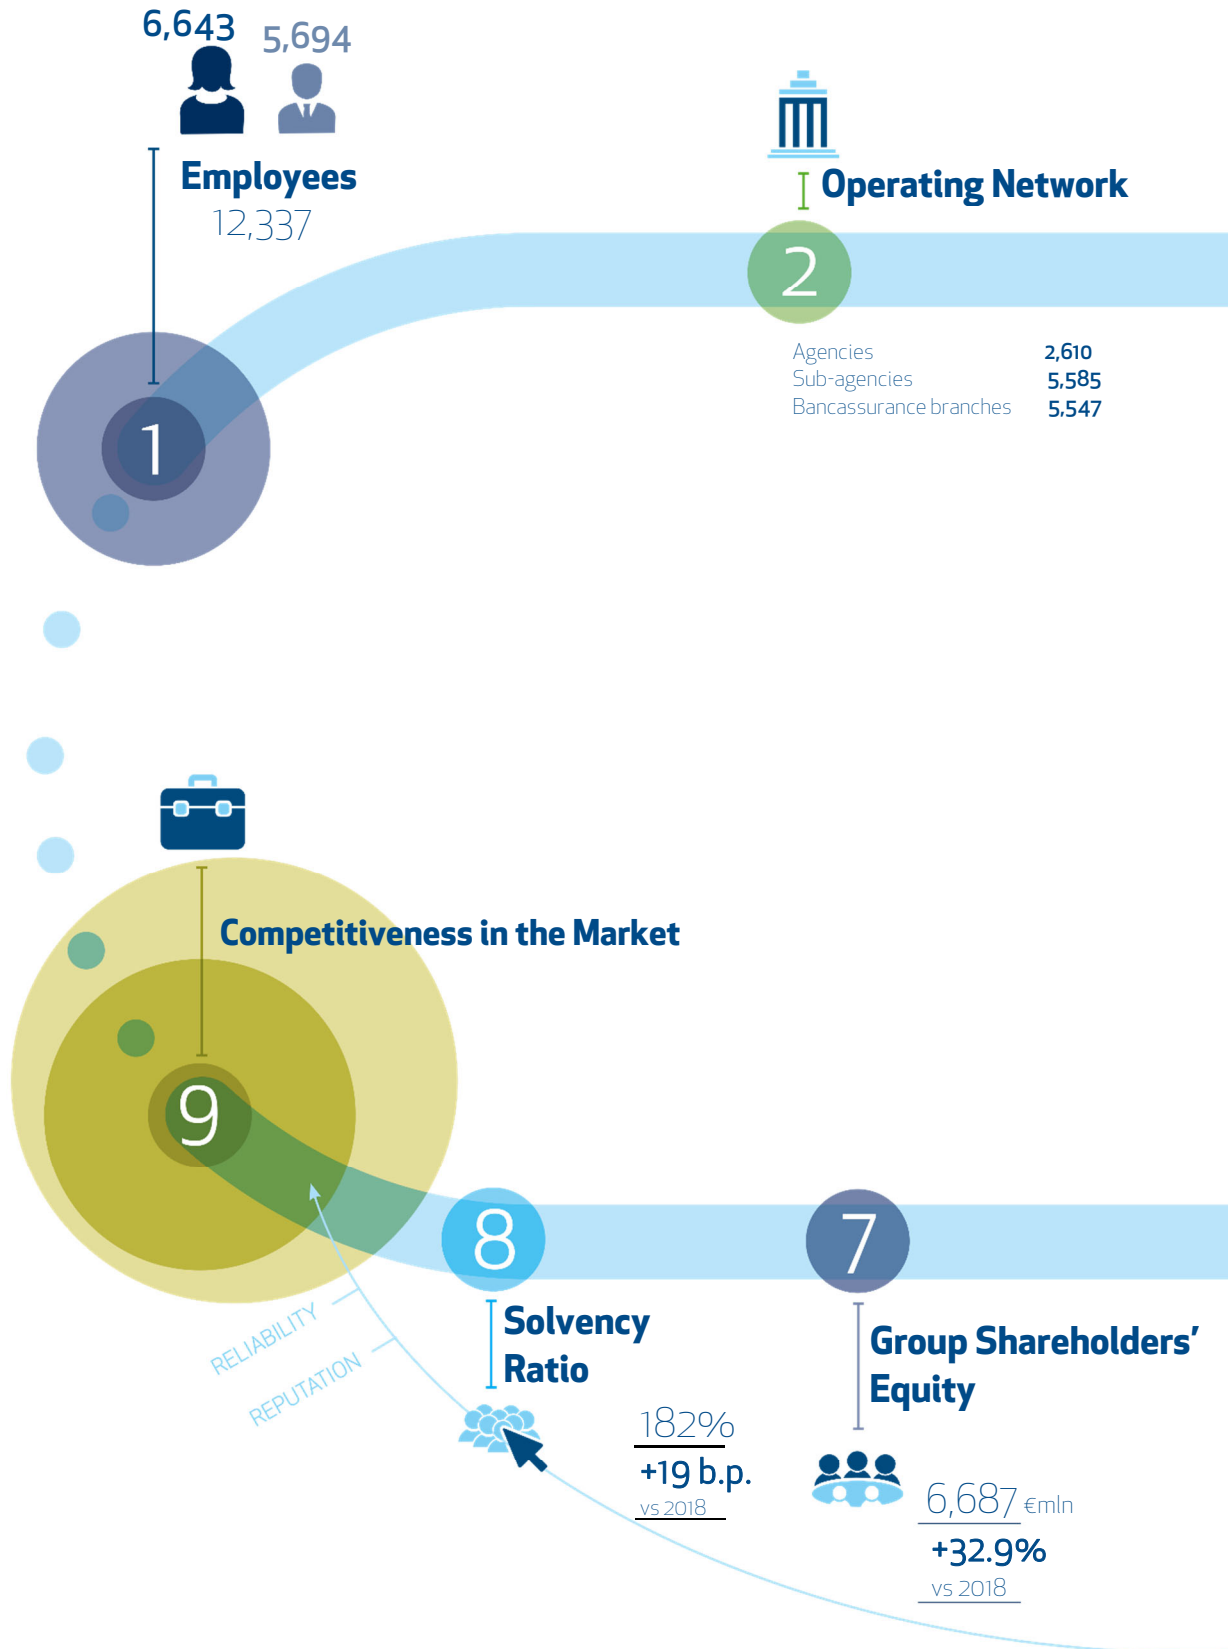 6,643
5,694
Employees
12,337
Operating Network
2
Agencies 2,610
Sub-agencies 5,585
Bancassurance branches 5,547
1
Competitiveness in the Market
9
8
7
RELIABILITY
REPUTATION
Solvency
Ratio
182%
+19 b.p.
vs 2018
Group Shareholders’
Equity
6,687 €mln
+32.9%
vs 2018